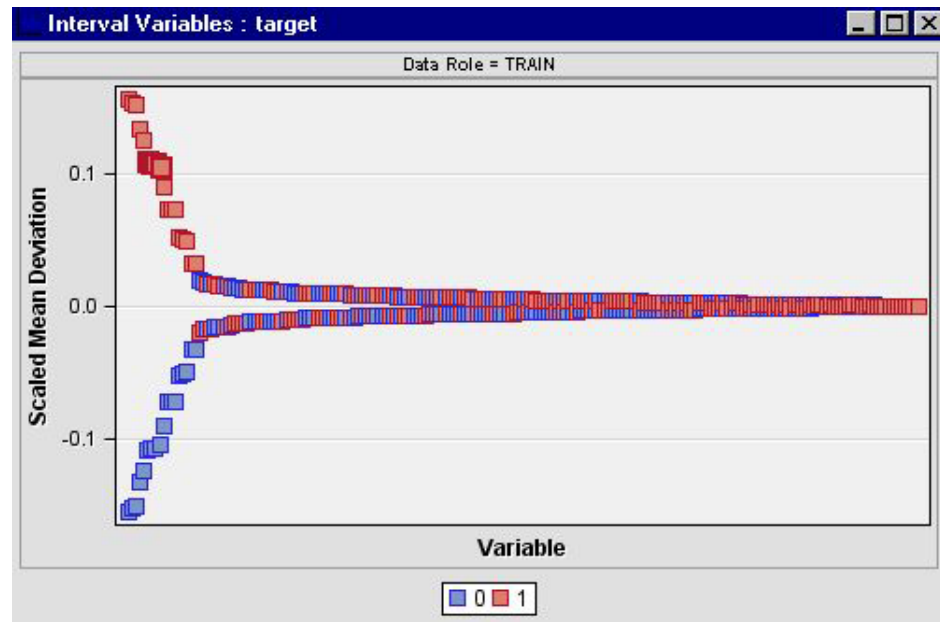 Interval Variables : target
Data Role = TRAIN
Scaled Mean Deviation
0.1
0.0
-0.1
Variable
0 1